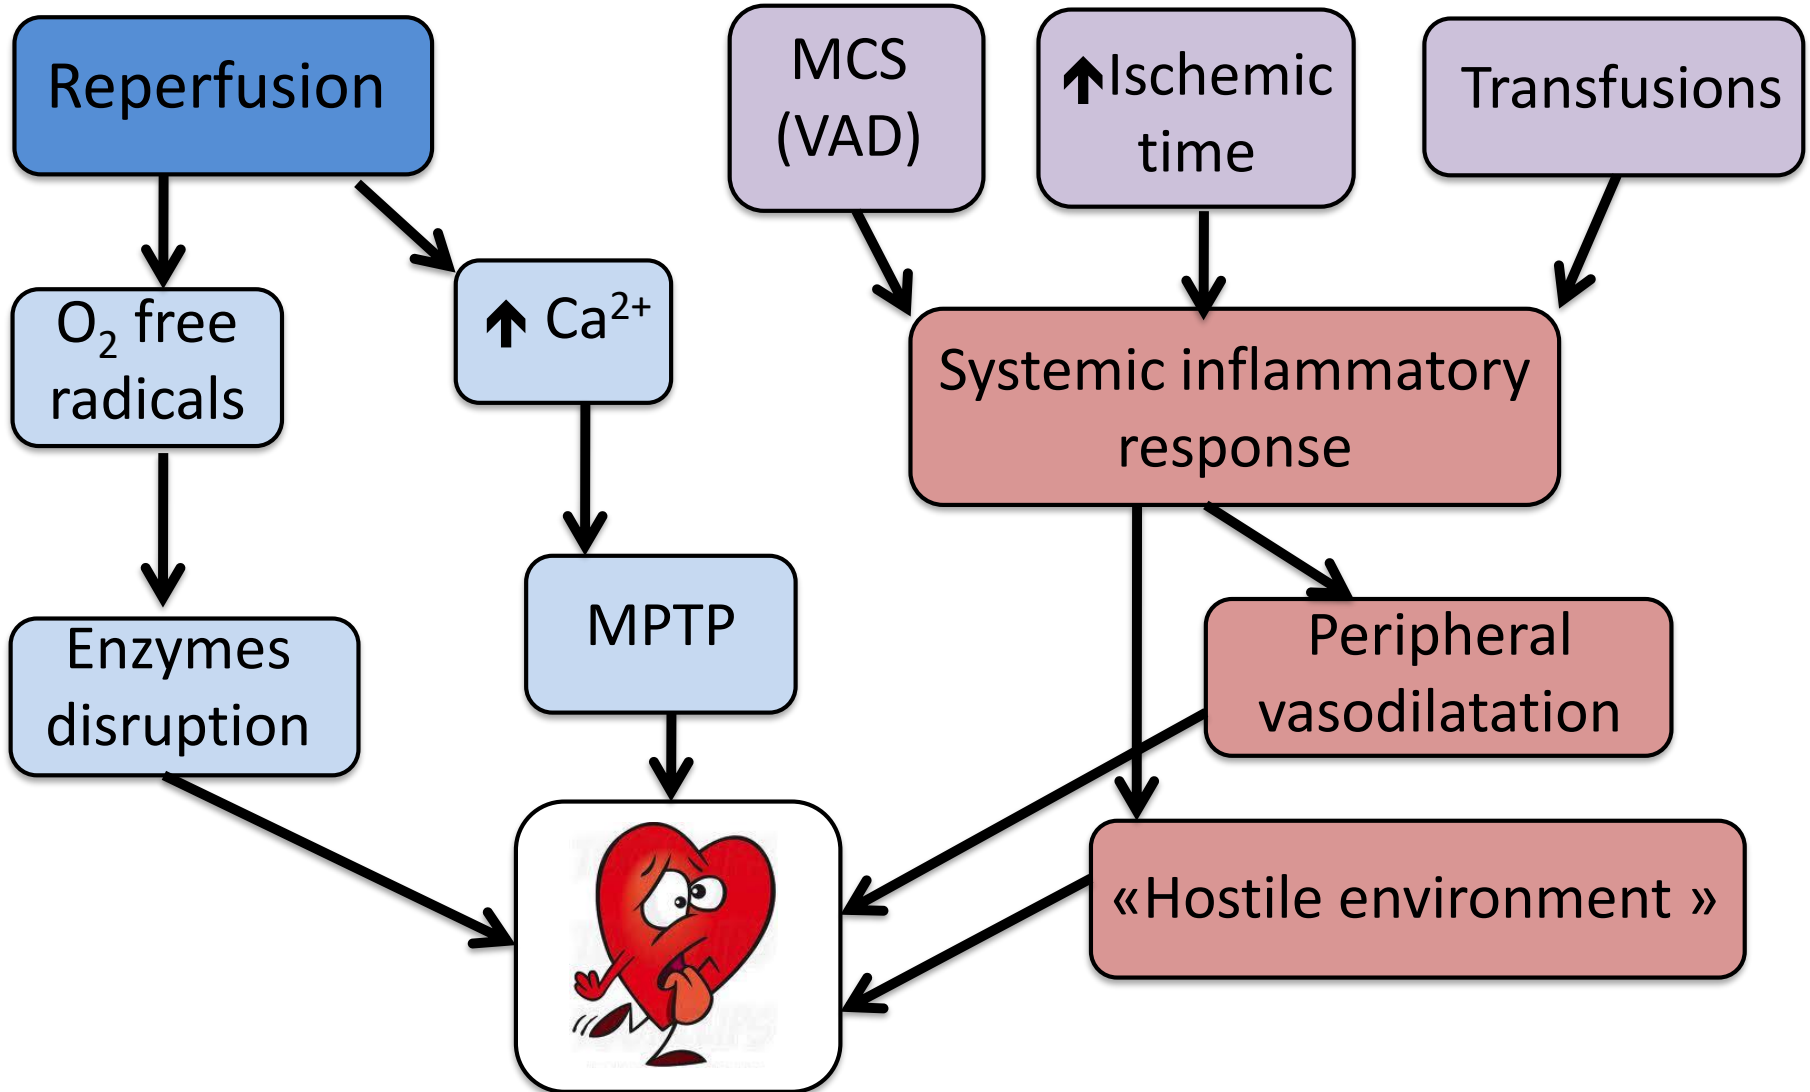 Reperfusion
MCS
(VAD)
↑Ischemic
time
Transfusions
O₂ free
radicals
↑ Ca²⁺
Systemic inflammatory
response
Enzymes
disruption
MPTP
Peripheral
vasodilatation
«Hostile environment »